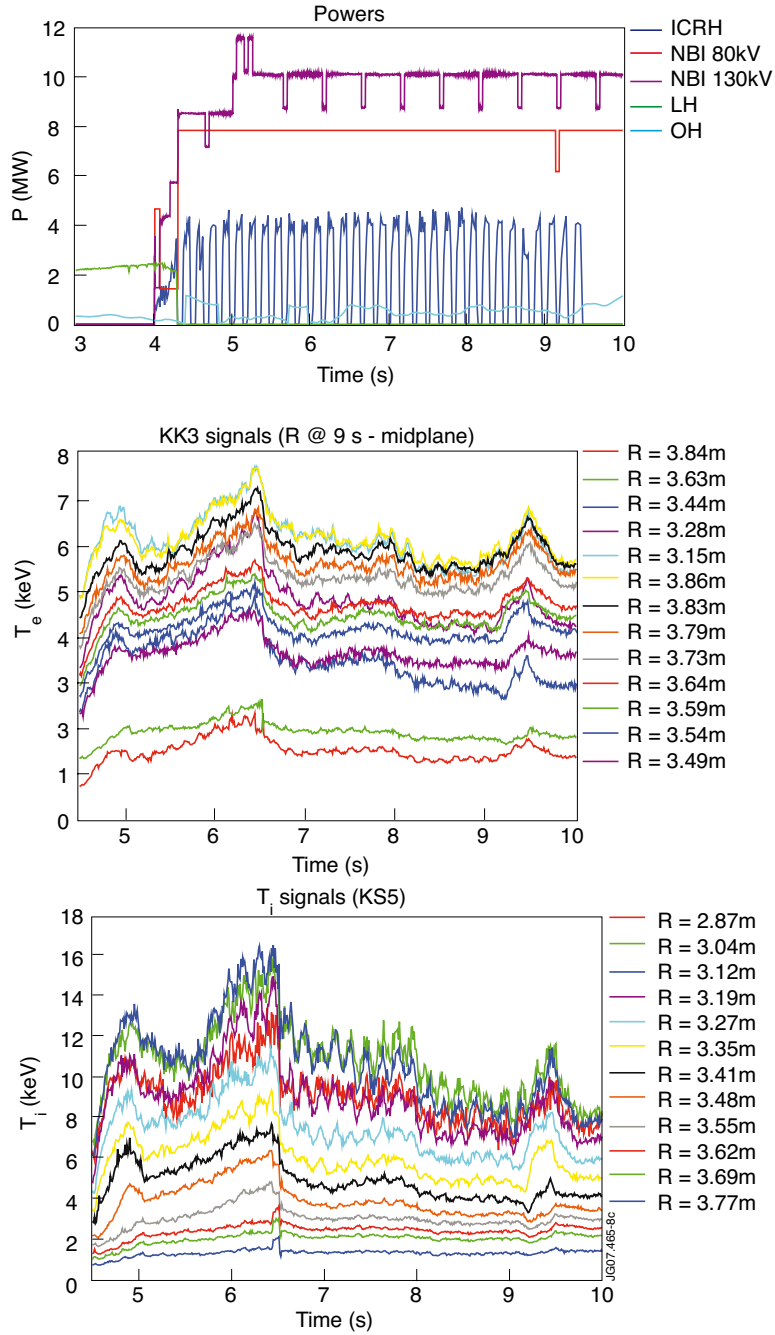 Powers
12
10
8
6
4
2
0
P (MW)
3 4 5 6 7 8 9 10
Time (s)
ICRH
NBI 80kV
NBI 130kV
LH
OH
KK3 signals (R @ 9 s - midplane)
8
7
6
5
4
3
3
1
0
T_e (keV)
5 6 7 8 9 10
Time (s)
R = 3.84m
R = 3.63m
R = 3.44m
R = 3.28m
R = 3.15m
R = 3.86m
R = 3.83m
R = 3.79m
R = 3.73m
R = 3.64m
R = 3.59m
R = 3.54m
R = 3.49m
T_i signals (KS5)
18
16
14
12
10
8
6
4
2
0
T_i (keV)
5 6 7 8 9 10
Time (s)
R = 2.87m
R = 3.04m
R = 3.12m
R = 3.19m
R = 3.27m
R = 3.35m
R = 3.41m
R = 3.48m
R = 3.55m
R = 3.62m
R = 3.69m
R = 3.77m
JG07.465-8c